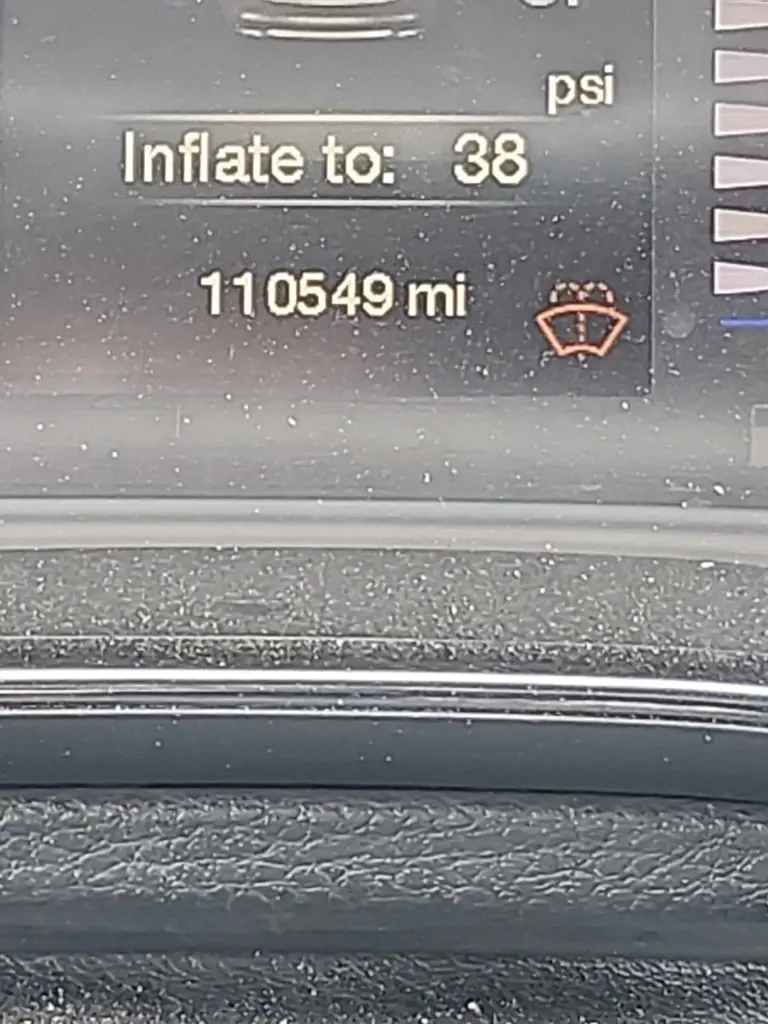 psi
Inflate to: 38
110549 mi